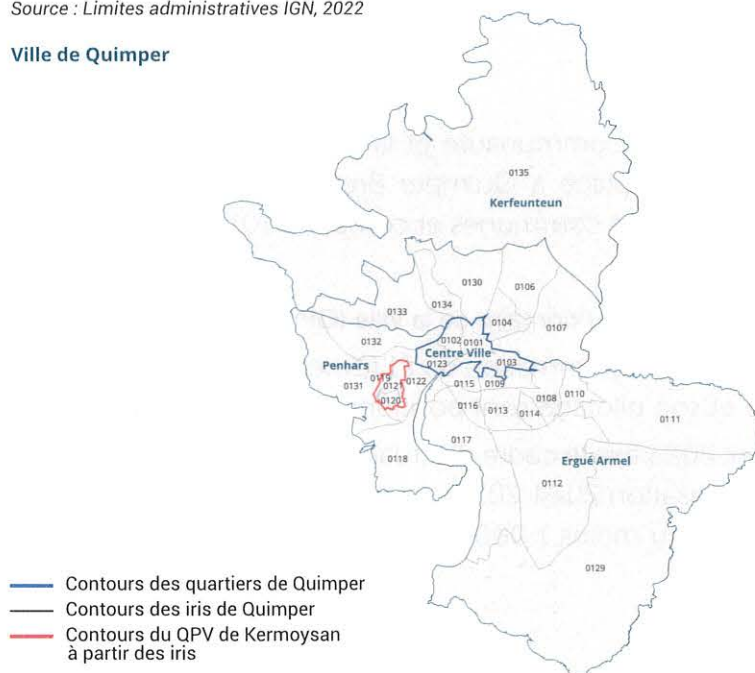 Source : Limites administratives IGN, 2022
Ville de Quimper
0135
Kerfeunteun
0130
0106
0134
0133
0104
0107
0132
0102
0101
Centre Ville
Penhars
0123
0103
0119
0122
0131
0121
0115
0109
0120
0108
0110
0116
0113
0114
0111
0117
0118
Ergué Armel
0112
0129
Contours des quartiers de Quimper
Contours des iris de Quimper
Contours du QPV de Kermoysan
à partir des iris